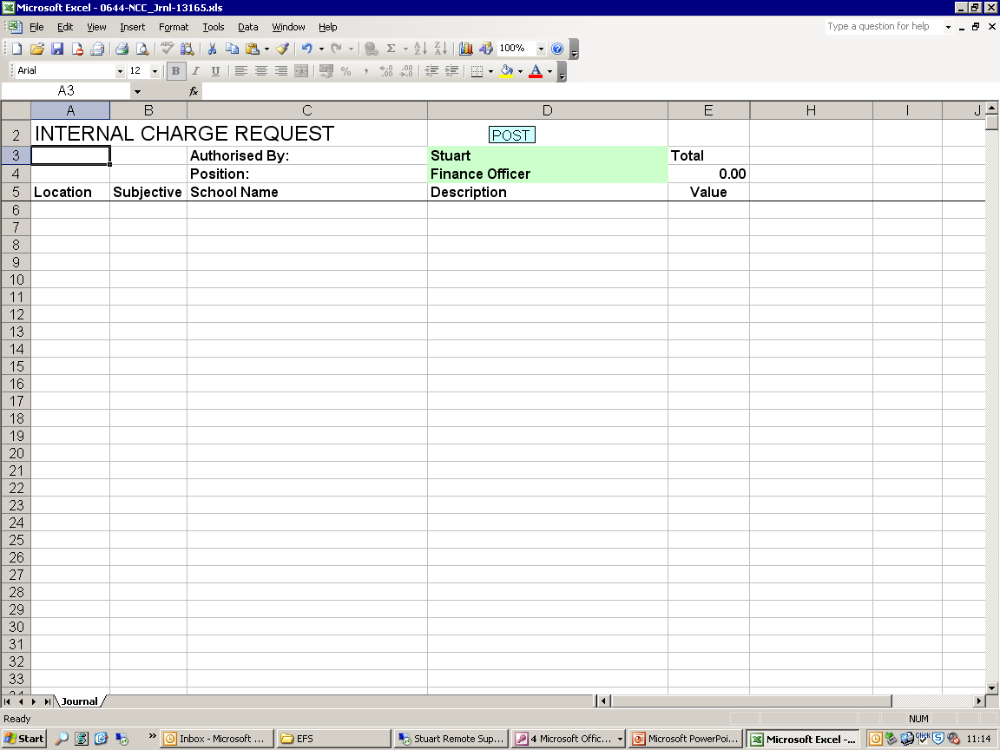 Microsoft Excel - 0644-NCC_Jrnl-13165.xls
File Edit View Insert Format Tools Data Window Help Type a question for help
100%
Arial 12 B I U
A3 fx
A B C D E H I J
2 INTERNAL CHARGE REQUEST POST
3 Authorised By: Stuart Total
4 Position: Finance Officer 0.00
5 Location Subjective School Name Description Value
6
7
8
9
10
11
12
13
14
15
16
17
18
19
20
21
22
23
24
25
26
27
28
29
30
31
32
33
Journal
Ready NUM
Start Inbox - Microsoft ... EFS Stuart Remote Sup... 4 Microsoft Offic... Microsoft PowerPoi... Microsoft Excel -... Click 11:14